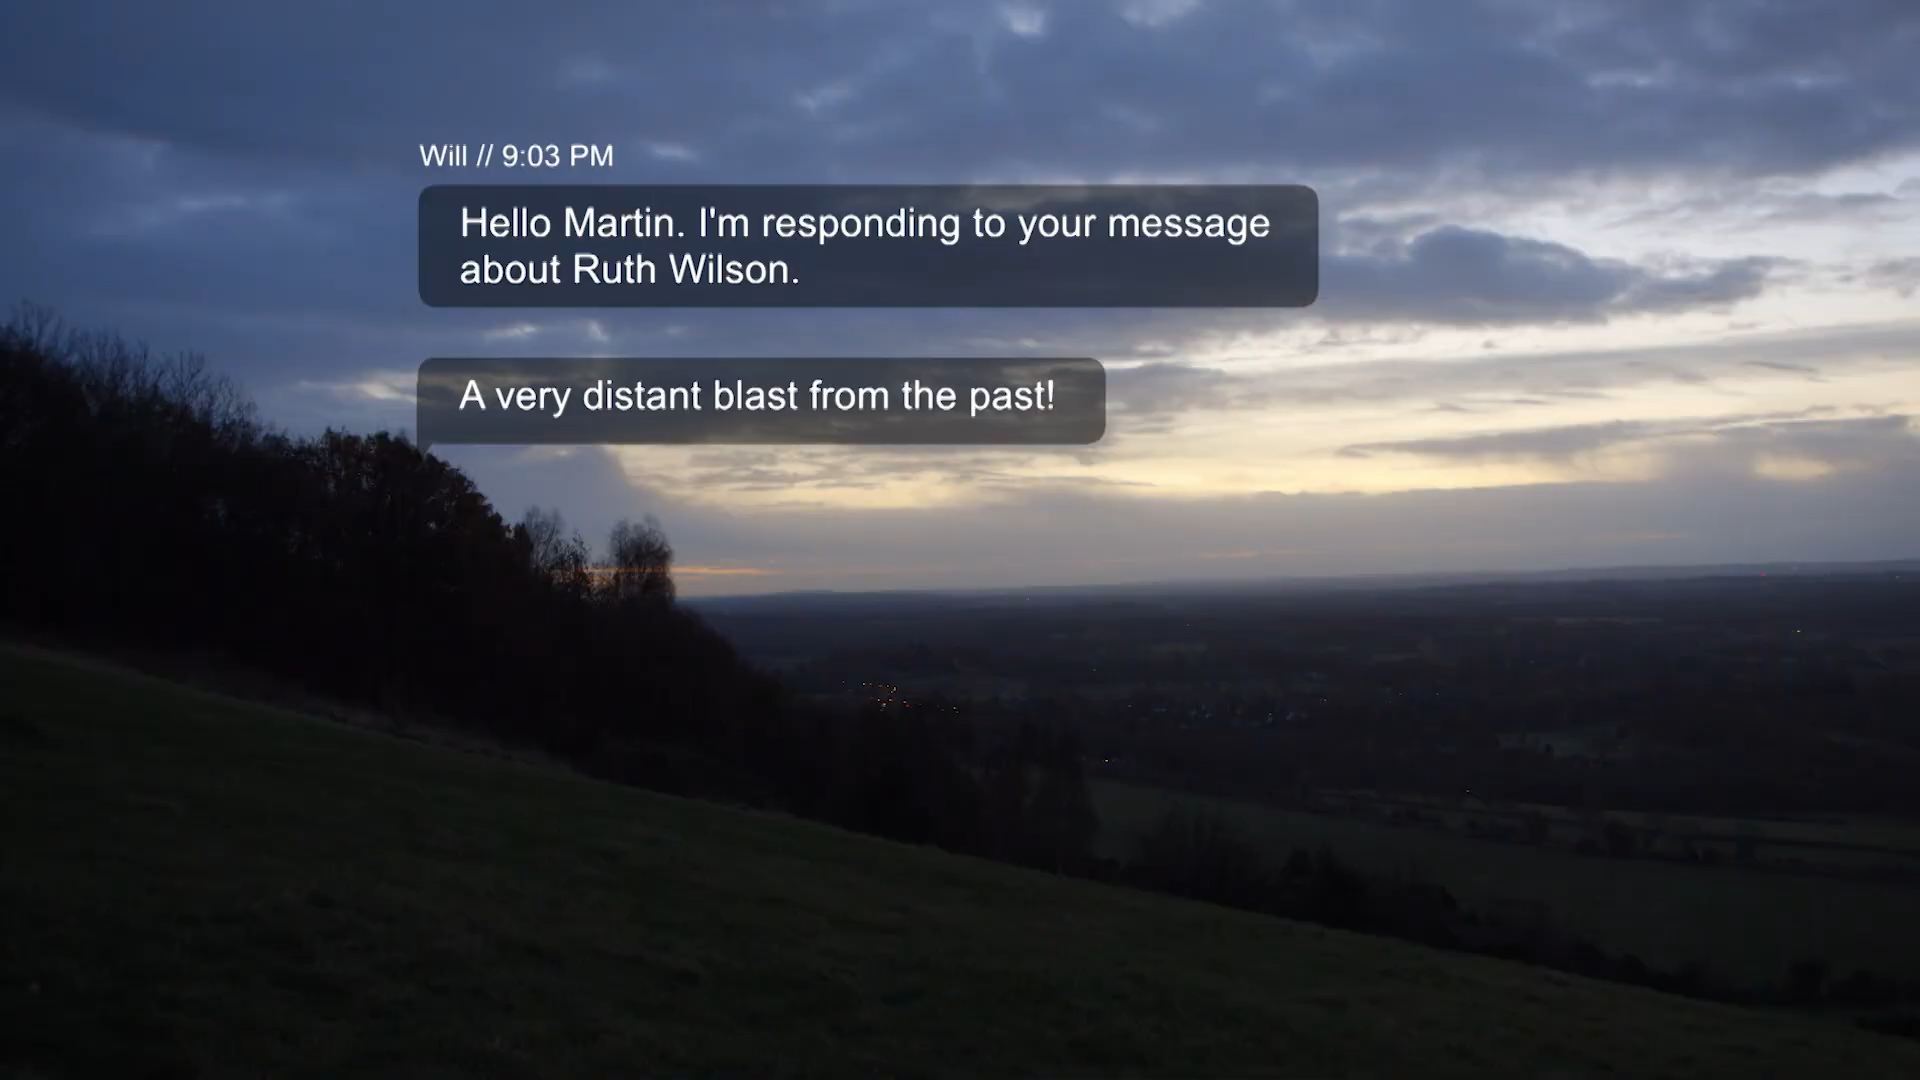 Will // 9:03 PM
Hello Martin. I'm responding to your message
about Ruth Wilson.
A very distant blast from the past!